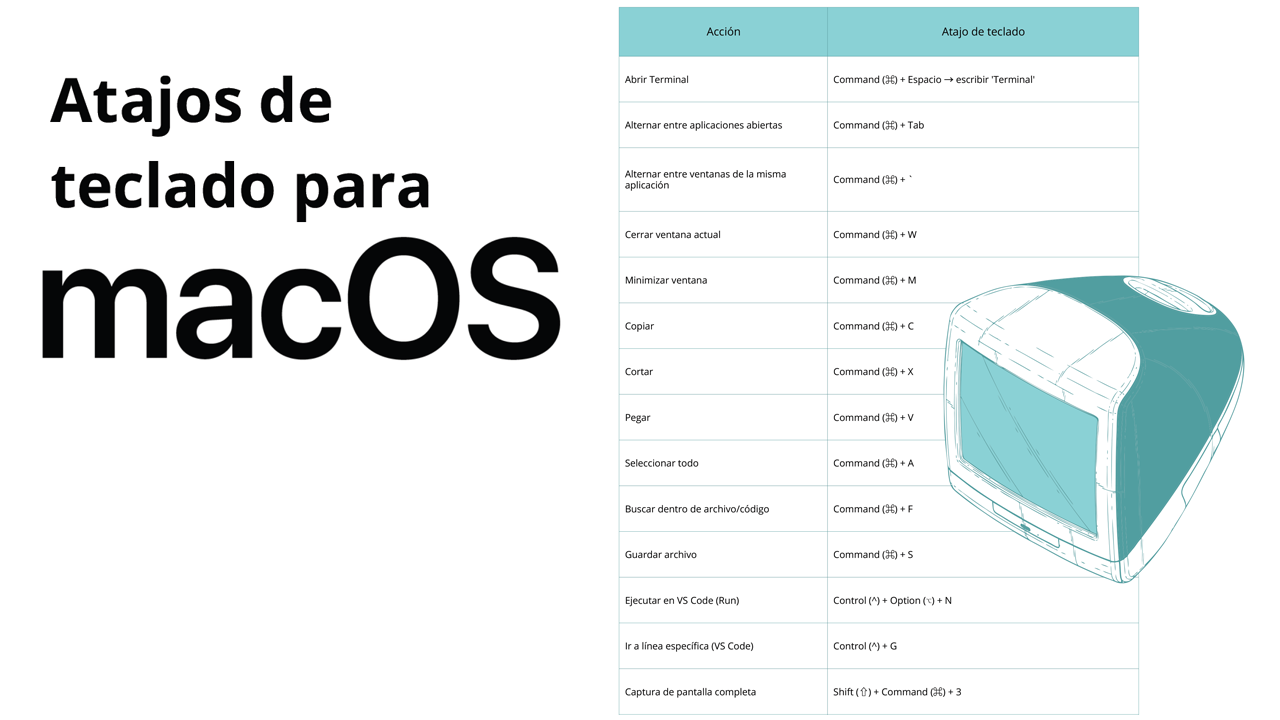 Atajos de
teclado para
macOS
Acción Atajo de teclado
Abrir Terminal Command (⌘) + Espacio → escribir 'Terminal'
Alternar entre aplicaciones abiertas Command (⌘) + Tab
Alternar entre ventanas de la misma
aplicación Command (⌘) + `
Cerrar ventana actual Command (⌘) + W
Minimizar ventana Command (⌘) + M
Copiar Command (⌘) + C
Cortar Command (⌘) + X
Pegar Command (⌘) + V
Seleccionar todo Command (⌘) + A
Buscar dentro de archivo/código Command (⌘) + F
Guardar archivo Command (⌘) + S
Ejecutar en VS Code (Run) Control (^) + Option (⌥) + N
Ir a línea específica (VS Code) Control (^) + G
Captura de pantalla completa Shift (⇧) + Command (⌘) + 3